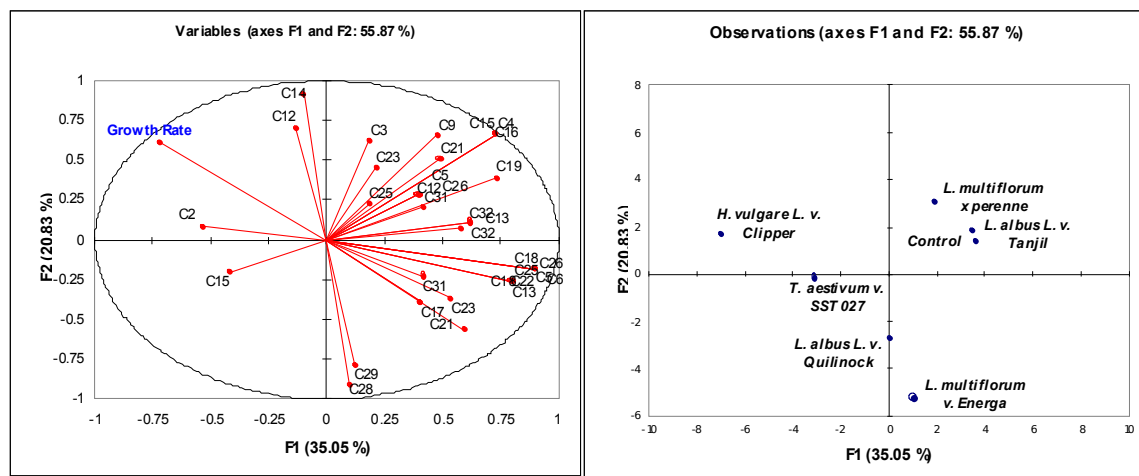 Variables (axes F1 and F2: 55.87 %)
1
0.75
0.5
0.25
0
-0.25
-0.5
-0.75
-1
-1
-0.75
-0.5
-0.25
0
0.25
0.5
0.75
1
F2 (20.83 %)
F1 (35.05 %)
C14
C12
Growth Rate
C3
C9
C15 C4
C16
C23
C21
C19
C5
C12 C26
C25
C31
C32
C13
C32
C2
C15
C18
C26
C5
C6
C22
C13
C31
C23
C17
C21
C29
C28
Observations (axes F1 and F2: 55.87 %)
8
6
4
2
0
-2
-4
-6
-10
-8
-6
-4
-2
0
2
4
6
8
10
F2 (20.83 %)
F1 (35.05 %)
L. multiflorum
x perenne
H. vulgare L. v.
Clipper
L. albus L. v.
Tanjil
Control
T. aestivum v.
SST 027
L. albus L. v.
Quilinock
L. multiflorum
v. Energa